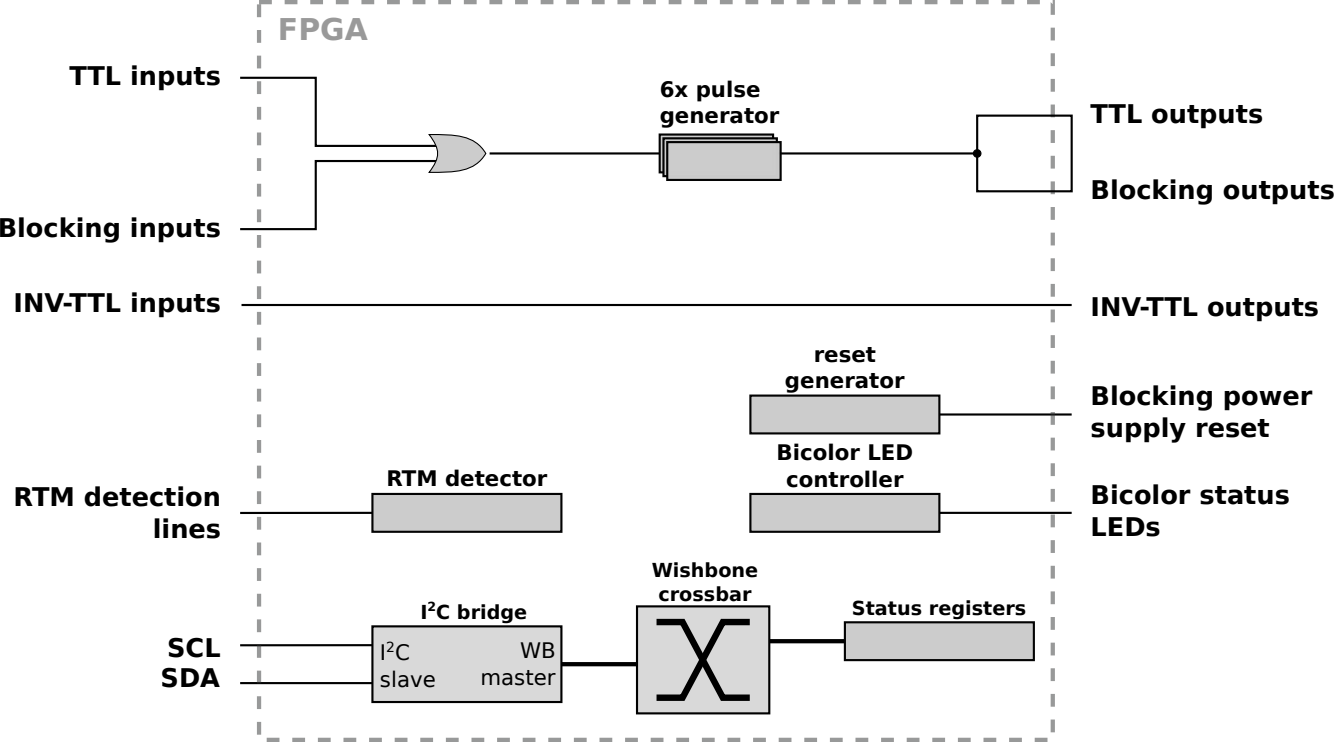 FPGA
TTL inputs
6x pulse
generator
TTL outputs
Blocking outputs
Blocking inputs
INV-TTL inputs
INV-TTL outputs
reset
generator
Blocking power
supply reset
Bicolor LED
controller
RTM detector
RTM detection
lines
Bicolor status
LEDs
Wishbone
crossbar
I²C bridge
Status registers
SCL
SDA
I²C
slave
WB
master